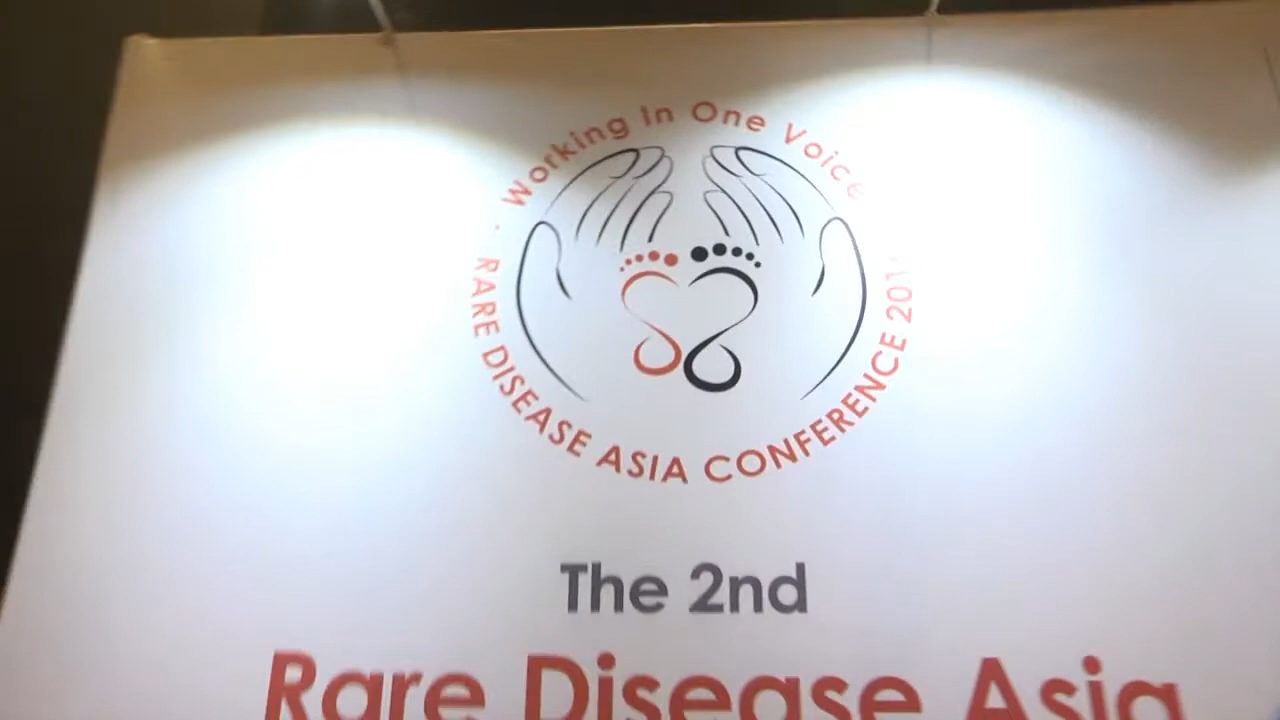 Working In One Voice
RARE DISEASE ASIA CONFERENCE
The 2nd
Rare Disease Asia